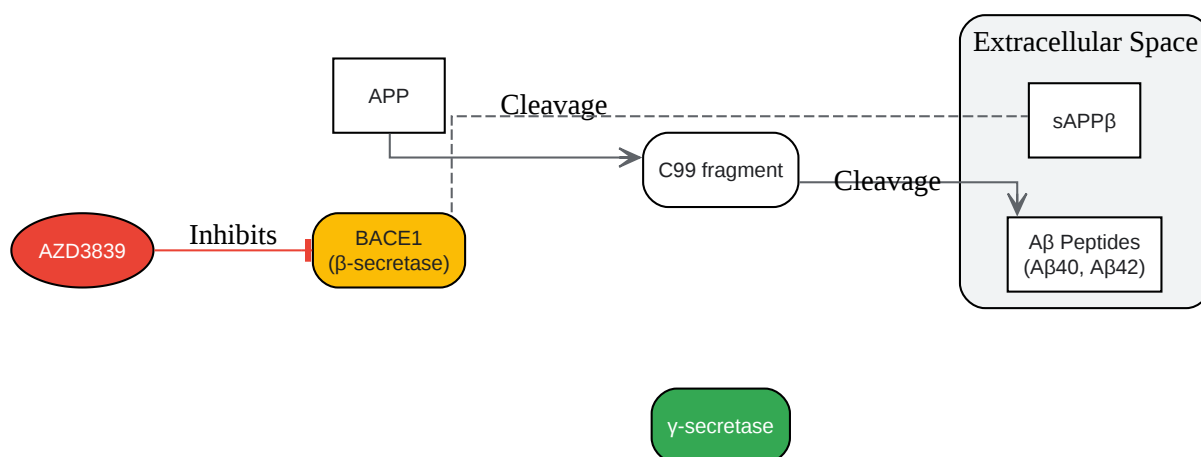 Extracellular Space
APP
Cleavage
sAPPβ
C99 fragment
Cleavage
AZD3839
Inhibits
BACE1
(β-secretase)
Aβ Peptides
(Aβ40, Aβ42)
γ-secretase